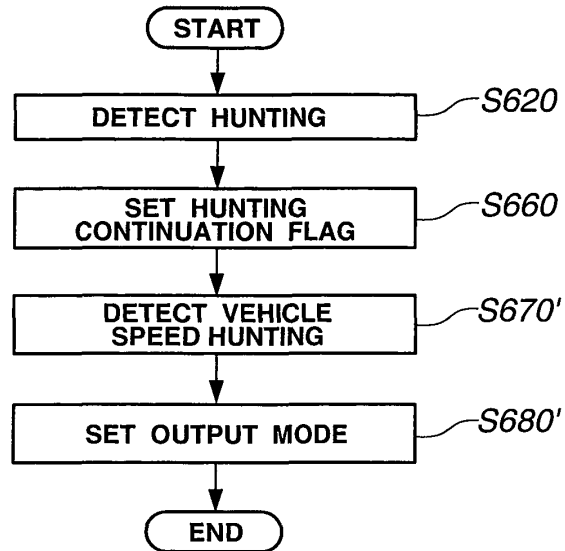 START
DETECT HUNTING
S620
SET HUNTING
CONTINUATION FLAG
S660
DETECT VEHICLE
SPEED HUNTING
S670'
SET OUTPUT MODE
S680'
END